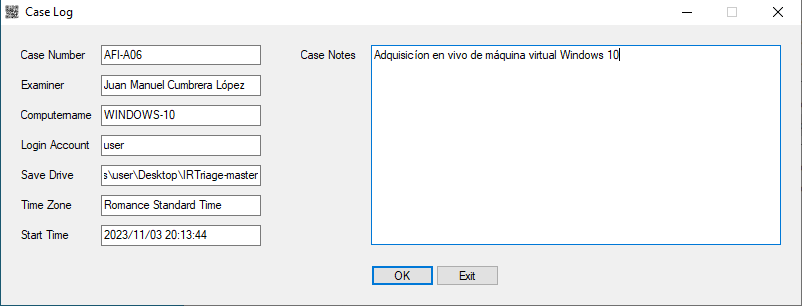 Case Log
Case Number AFI-A06
Examiner Juan Manuel Cumbrera López
Computername WINDOWS-10
Login Account user
Save Drive s\user\Desktop\IRTriage-master
Time Zone Romance Standard Time
Start Time 2023/11/03 20:13:44
Case Notes Adquisicíon en vivo de máquina virtual Windows 10
OK Exit